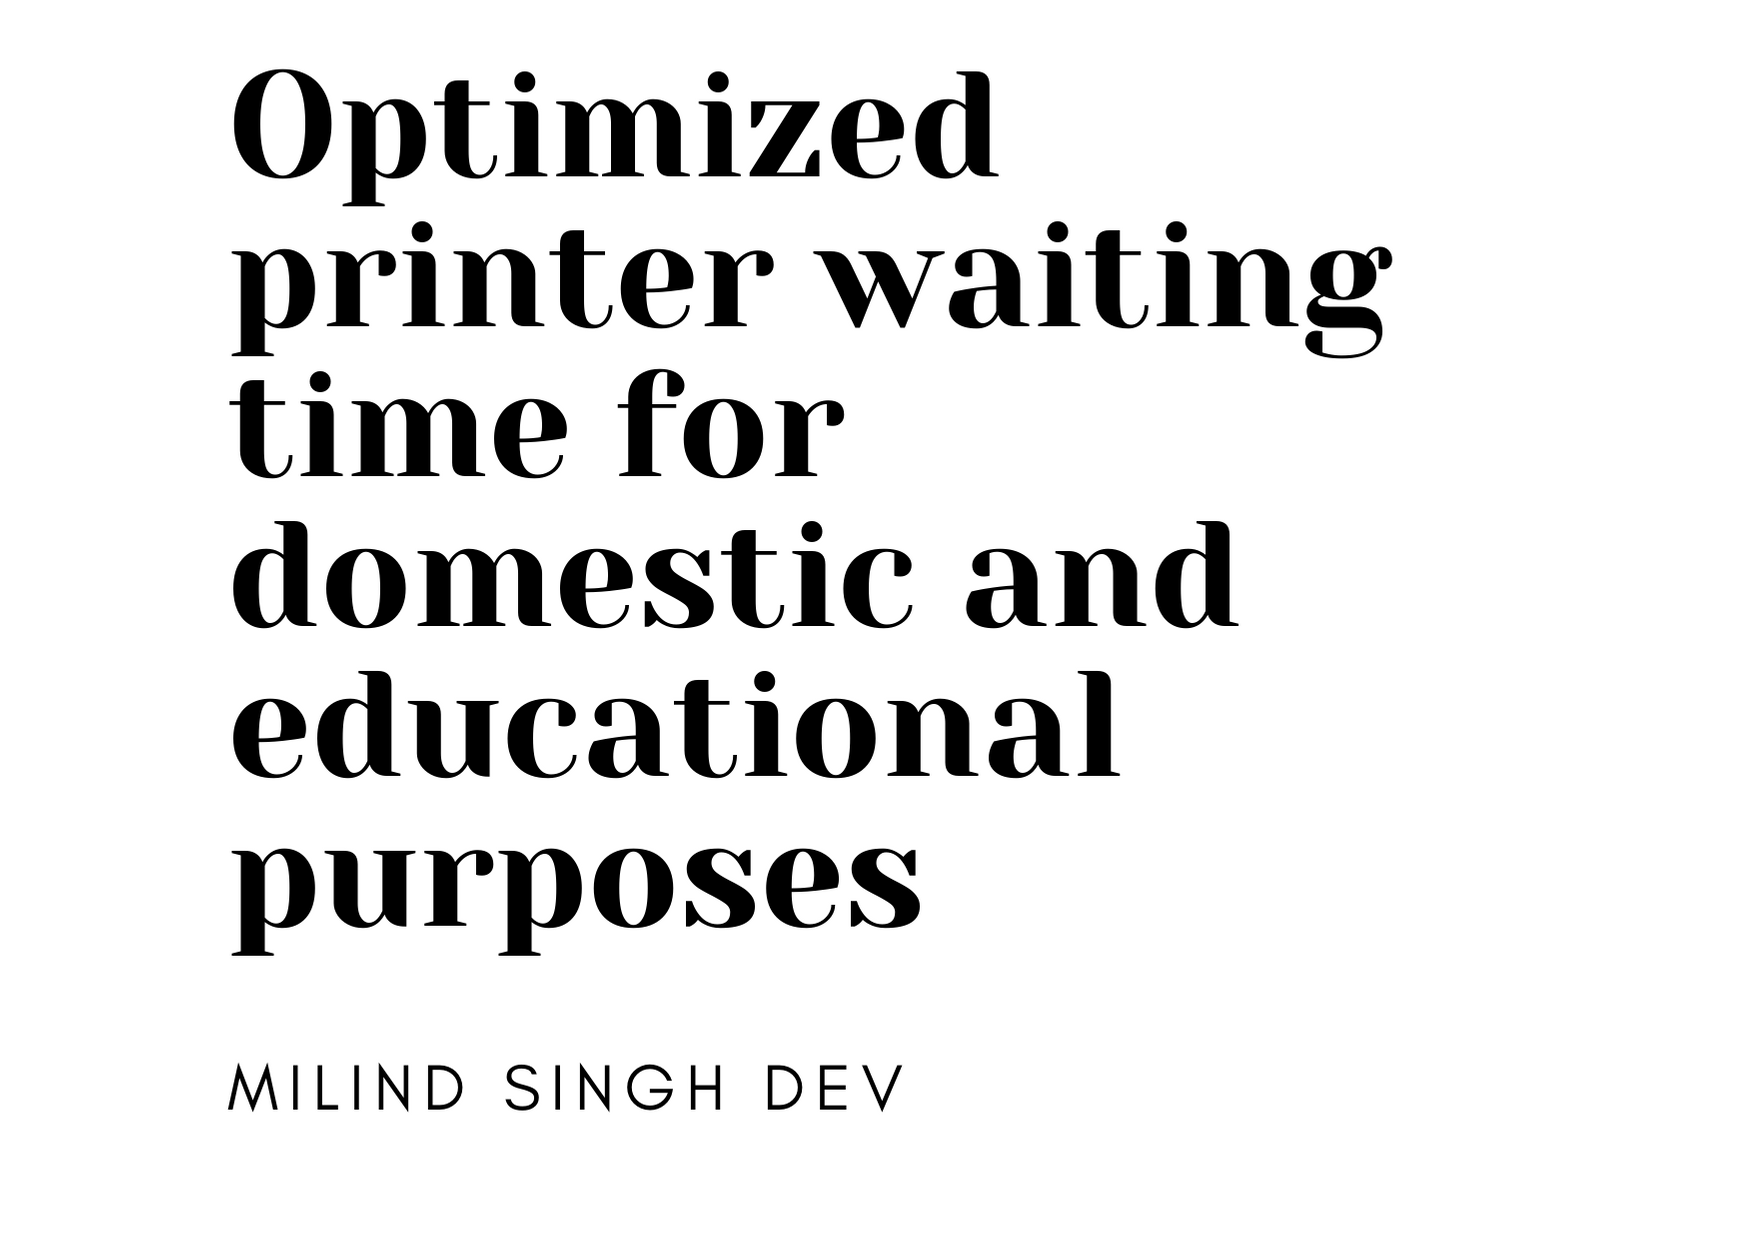 Optimized
printer waiting
time for
domestic and
educational
purposes
MILIND SINGH DEV